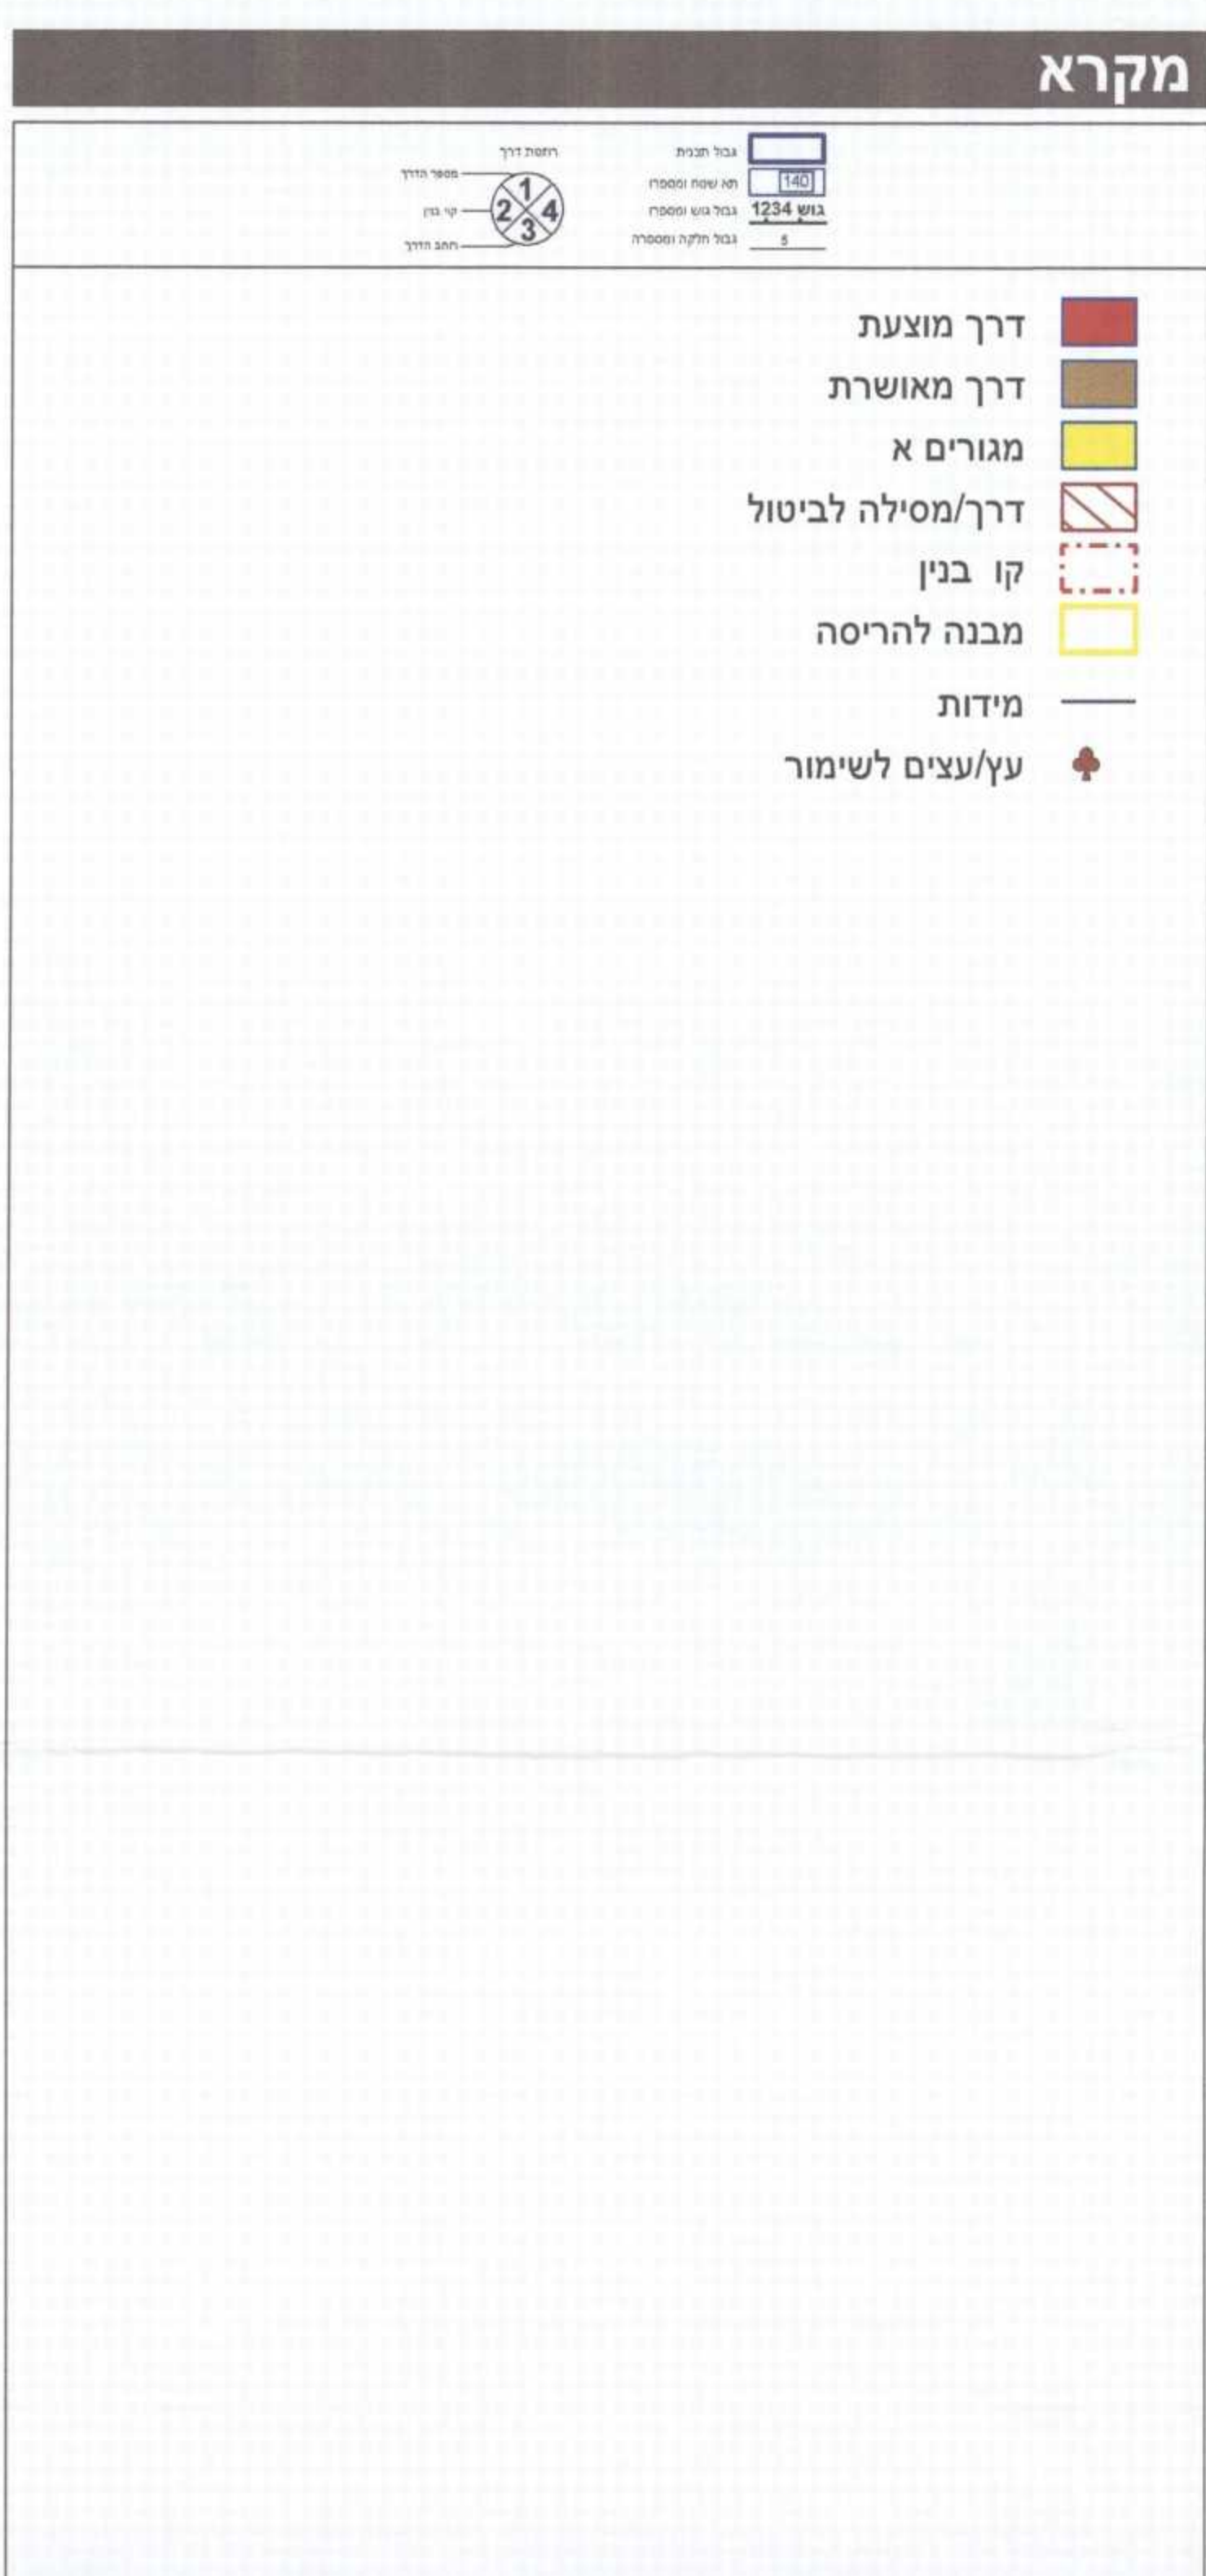 מקרא
גבול תכנית
תא שטח ומספרו
140
גבול גוש ומספרו
גוש 1234
גבול חלקה ומספרה
5
רוזטת דרך
מספר הדרך
קווי בנין
רוחב הדרך
1
2 4
3
דרך מוצעת
דרך מאושרת
מגורים א
דרך/מסילה לביטול
קו בנין
מבנה להריסה
מידות
עץ/עצים לשימור